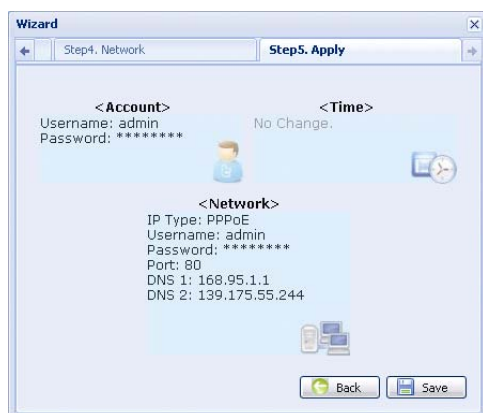 Wizard
Step4. Network
Step5. Apply
<Account>
Username: admin
Password: ********
<Time>
No Change.
<Network>
IP Type: PPPoE
Username: admin
Password: ********
Port: 80
DNS 1: 168.95.1.1
DNS 2: 139.175.55.244
Back
Save